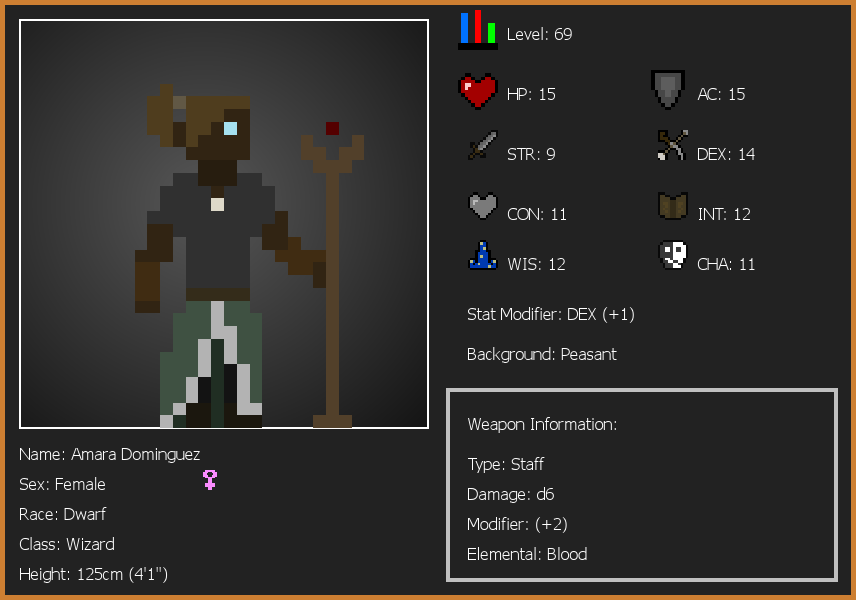 Level: 69
HP: 15
AC: 15
STR: 9
DEX: 14
CON: 11
INT: 12
WIS: 12
CHA: 11
Stat Modifier: DEX (+1)
Background: Peasant
Weapon Information:
Type: Staff
Damage: d6
Modifier: (+2)
Elemental: Blood
Name: Amara Dominguez
Sex: Female
Race: Dwarf
Class: Wizard
Height: 125cm (4'1")